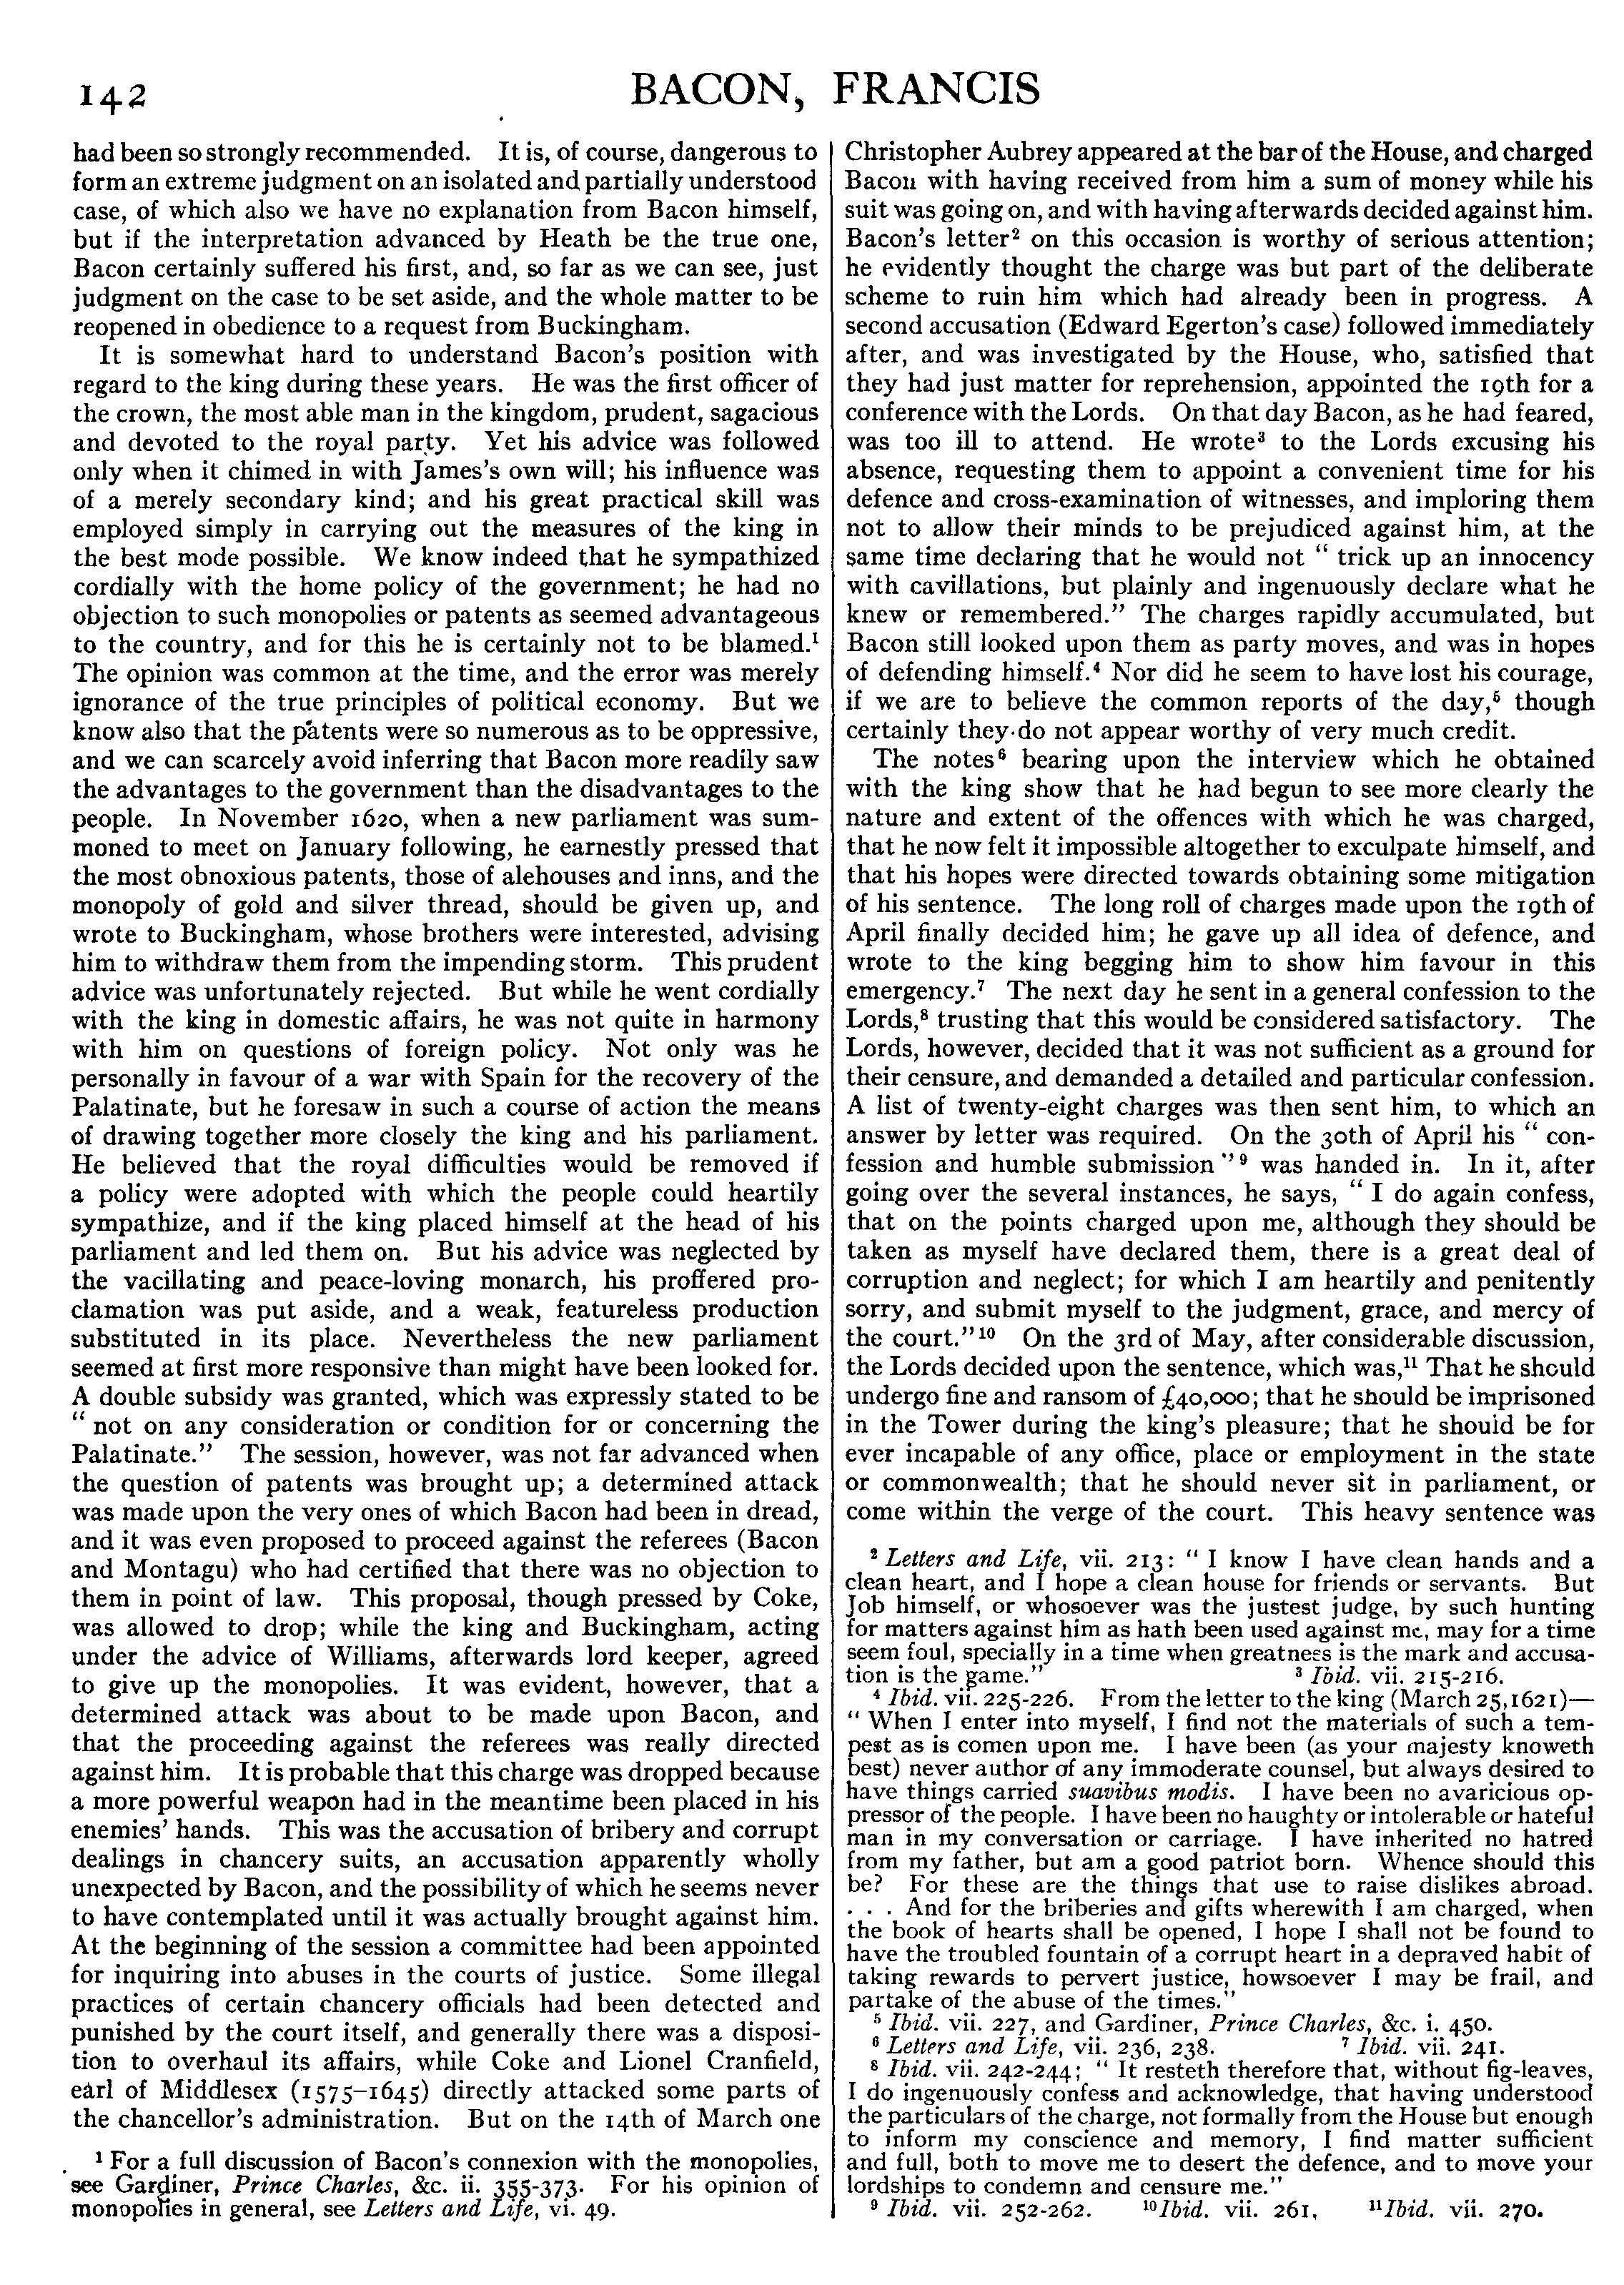 142
BACON, FRANCIS
had been so strongly recommended. It is, of course, dangerous to
form an extreme judgment on an isolated and partially understood
case, of which also we have no explanation from Bacon himself,
but if the interpretation advanced by Heath be the true one,
Bacon certainly suffered his first, and, so far as we can see, just
judgment on the case to be set aside, and the whole matter to be
reopened in obedience to a request from Buckingham.
It is somewhat hard to understand Bacon's position with
regard to the king during these years. He was the first officer of
the crown, the most able man in the kingdom, prudent, sagacious
and devoted to the royal party. Yet his advice was followed
only when it chimed in with James's own will; his influence was
of a merely secondary kind; and his great practical skill was
employed simply in carrying out the measures of the king in
the best mode possible. We know indeed that he sympathized
cordially with the home policy of the government; he had no
objection to such monopolies or patents as seemed advantageous
to the country, and for this he is certainly not to be blamed.¹
The opinion was common at the time, and the error was merely
ignorance of the true principles of political economy. But we
know also that the patents were so numerous as to be oppressive,
and we can scarcely avoid inferring that Bacon more readily saw
the advantages to the government than the disadvantages to the
people. In November 1620, when a new parliament was sum-
moned to meet on January following, he earnestly pressed that
the most obnoxious patents, those of alehouses and inns, and the
monopoly of gold and silver thread, should be given up, and
wrote to Buckingham, whose brothers were interested, advising
him to withdraw them from the impending storm. This prudent
advice was unfortunately rejected. But while he went cordially
with the king in domestic affairs, he was not quite in harmony
with him on questions of foreign policy. Not only was he
personally in favour of a war with Spain for the recovery of the
Palatinate, but he foresaw in such a course of action the means
of drawing together more closely the king and his parliament.
He believed that the royal difficulties would be removed if
a policy were adopted with which the people could heartily
sympathize, and if the king placed himself at the head of his
parliament and led them on. But his advice was neglected by
the vacillating and peace-loving monarch, his proffered pro-
clamation was put aside, and a weak, featureless production
substituted in its place. Nevertheless the new parliament
seemed at first more responsive than might have been looked for.
A double subsidy was granted, which was expressly stated to be
“ not on any consideration or condition for or concerning the
Palatinate.” The session, however, was not far advanced when
the question of patents was brought up; a determined attack
was made upon the very ones of which Bacon had been in dread,
and it was even proposed to proceed against the referees (Bacon
and Montagu) who had certified that there was no objection to
them in point of law. This proposal, though pressed by Coke,
was allowed to drop; while the king and Buckingham, acting
under the advice of Williams, afterwards lord keeper, agreed
to give up the monopolies. It was evident, however, that a
determined attack was about to be made upon Bacon, and
that the proceeding against the referees was really directed
against him. It is probable that this charge was dropped because
a more powerful weapon had in the meantime been placed in his
enemies' hands. This was the accusation of bribery and corrupt
dealings in chancery suits, an accusation apparently wholly
unexpected by Bacon, and the possibility of which he seems never
to have contemplated until it was actually brought against him.
At the beginning of the session a committee had been appointed
for inquiring into abuses in the courts of justice. Some illegal
practices of certain chancery officials had been detected and
punished by the court itself, and generally there was a disposi-
tion to overhaul its affairs, while Coke and Lionel Cranfield,
earl of Middlesex (1575–1645) directly attacked some parts of
the chancellor's administration. But on the 14th of March one
¹ For a full discussion of Bacon's connexion with the monopolies,
see Gardiner, Prince Charles, &c. ii. 355-373. For his opinion of
monopolies in general, see Letters and Life, vi. 49.
Christopher Aubrey appeared at the bar of the House, and charged
Bacon with having received from him a sum of money while his
suit was going on, and with having afterwards decided against him.
Bacon's letter² on this occasion is worthy of serious attention;
he evidently thought the charge was but part of the deliberate
scheme to ruin him which had already been in progress. A
second accusation (Edward Egerton's case) followed immediately
after, and was investigated by the House, who, satisfied that
they had just matter for reprehension, appointed the 19th for a
conference with the Lords. On that day Bacon, as he had feared,
was too ill to attend. He wrote³ to the Lords excusing his
absence, requesting them to appoint a convenient time for his
defence and cross-examination of witnesses, and imploring them
not to allow their minds to be prejudiced against him, at the
same time declaring that he would not “ trick up an innocency
with cavillations, but plainly and ingenuously declare what he
knew or remembered.” The charges rapidly accumulated, but
Bacon still looked upon them as party moves, and was in hopes
of defending himself.⁴ Nor did he seem to have lost his courage,
if we are to believe the common reports of the day,⁵ though
certainly they do not appear worthy of very much credit.
The notes⁶ bearing upon the interview which he obtained
with the king show that he had begun to see more clearly the
nature and extent of the offences with which he was charged,
that he now felt it impossible altogether to exculpate himself, and
that his hopes were directed towards obtaining some mitigation
of his sentence. The long roll of charges made upon the 19th of
April finally decided him; he gave up all idea of defence, and
wrote to the king begging him to show him favour in this
emergency.⁷ The next day he sent in a general confession to the
Lords,⁸ trusting that this would be considered satisfactory. The
Lords, however, decided that it was not sufficient as a ground for
their censure, and demanded a detailed and particular confession.
A list of twenty-eight charges was then sent him, to which an
answer by letter was required. On the 30th of April his “ con-
fession and humble submission ”⁹ was handed in. In it, after
going over the several instances, he says, “ I do again confess,
that on the points charged upon me, although they should be
taken as myself have declared them, there is a great deal of
corruption and neglect; for which I am heartily and penitently
sorry, and submit myself to the judgment, grace, and mercy of
the court.”¹⁰ On the 3rd of May, after considerable discussion,
the Lords decided upon the sentence, which was,¹¹ That he should
undergo fine and ransom of £40,000; that he should be imprisoned
in the Tower during the king's pleasure; that he should be for
ever incapable of any office, place or employment in the state
or commonwealth; that he should never sit in parliament, or
come within the verge of the court. This heavy sentence was
² Letters and Life, vii. 213: “ I know I have clean hands and a
clean heart, and I hope a clean house for friends or servants. But
Job himself, or whosoever was the justest judge, by such hunting
for matters against him as hath been used against me, may for a time
seem foul, specially in a time when greatness is the mark and accusa-
tion is the game.” ³ Ibid. vii. 215-216.
⁴ Ibid. vii. 225-226. From the letter to the king (March 25, 1621)—
“ When I enter into myself, I find not the materials of such a tem-
pest as is comen upon me. I have been (as your majesty knoweth
best) never author of any immoderate counsel, but always desired to
have things carried suavibus modis. I have been no avaricious op-
pressor of the people. I have been no haughty or intolerable or hateful
man in my conversation or carriage. I have inherited no hatred
from my father, but am a good patriot born. Whence should this
be? For these are the things that use to raise dislikes abroad.
. . . And for the briberies and gifts wherewith I am charged, when
the book of hearts shall be opened, I hope I shall not be found to
have the troubled fountain of a corrupt heart in a depraved habit of
taking rewards to pervert justice, howsoever I may be frail, and
partake of the abuse of the times.”
⁵ Ibid. vii. 227, and Gardiner, Prince Charles, &c. i. 450.
⁶ Letters and Life, vii. 236, 238. ⁷ Ibid. vii. 241.
⁸ Ibid. vii. 242-244; “ It resteth therefore that, without fig-leaves,
I do ingenuously confess and acknowledge, that having understood
the particulars of the charge, not formally from the House but enough
to inform my conscience and memory, I find matter sufficient
and full, both to move me to desert the defence, and to move your
lordships to condemn and censure me.”
⁹ Ibid. vii. 252-262. ¹⁰ Ibid. vii. 261. ¹¹ Ibid. vii. 270.